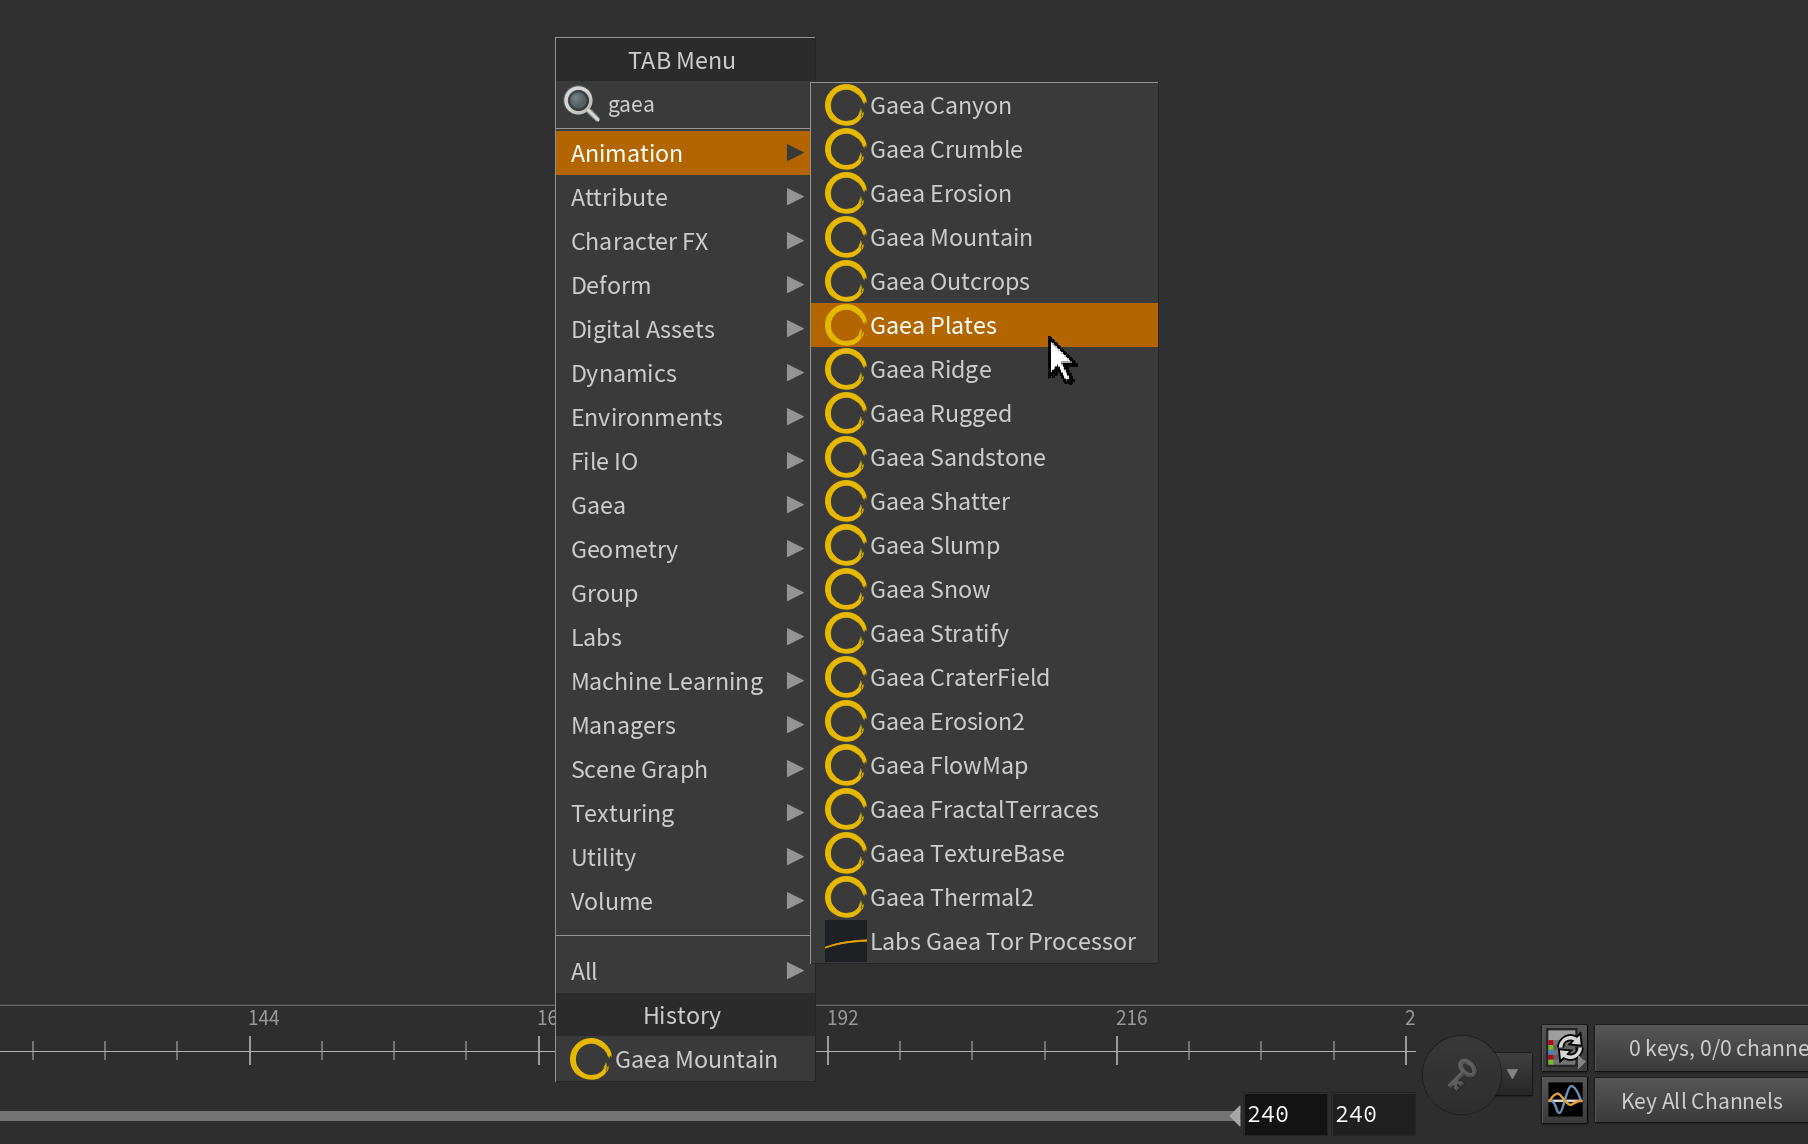 TAB Menu
gaea
Animation
Attribute
Character FX
Deform
Digital Assets
Dynamics
Environments
File IO
Gaea
Geometry
Group
Labs
Machine Learning
Managers
Scene Graph
Texturing
Utility
Volume
All
History
Gaea Mountain
Gaea Canyon
Gaea Crumble
Gaea Erosion
Gaea Mountain
Gaea Outcrops
Gaea Plates
Gaea Ridge
Gaea Rugged
Gaea Sandstone
Gaea Shatter
Gaea Slump
Gaea Snow
Gaea Stratify
Gaea CraterField
Gaea Erosion2
Gaea FlowMap
Gaea FractalTerraces
Gaea TextureBase
Gaea Thermal2
Labs Gaea Tor Processor
144 16 192 216 2
0 keys, 0/0 channe
Key All Channels
240 240